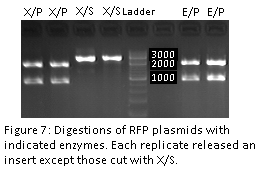 X/P X/P X/S X/S Ladder E/P E/P
3000
2000
1000
Figure 7: Digestions of RFP plasmids with
indicated enzymes. Each replicate released an
insert except those cut with X/S.